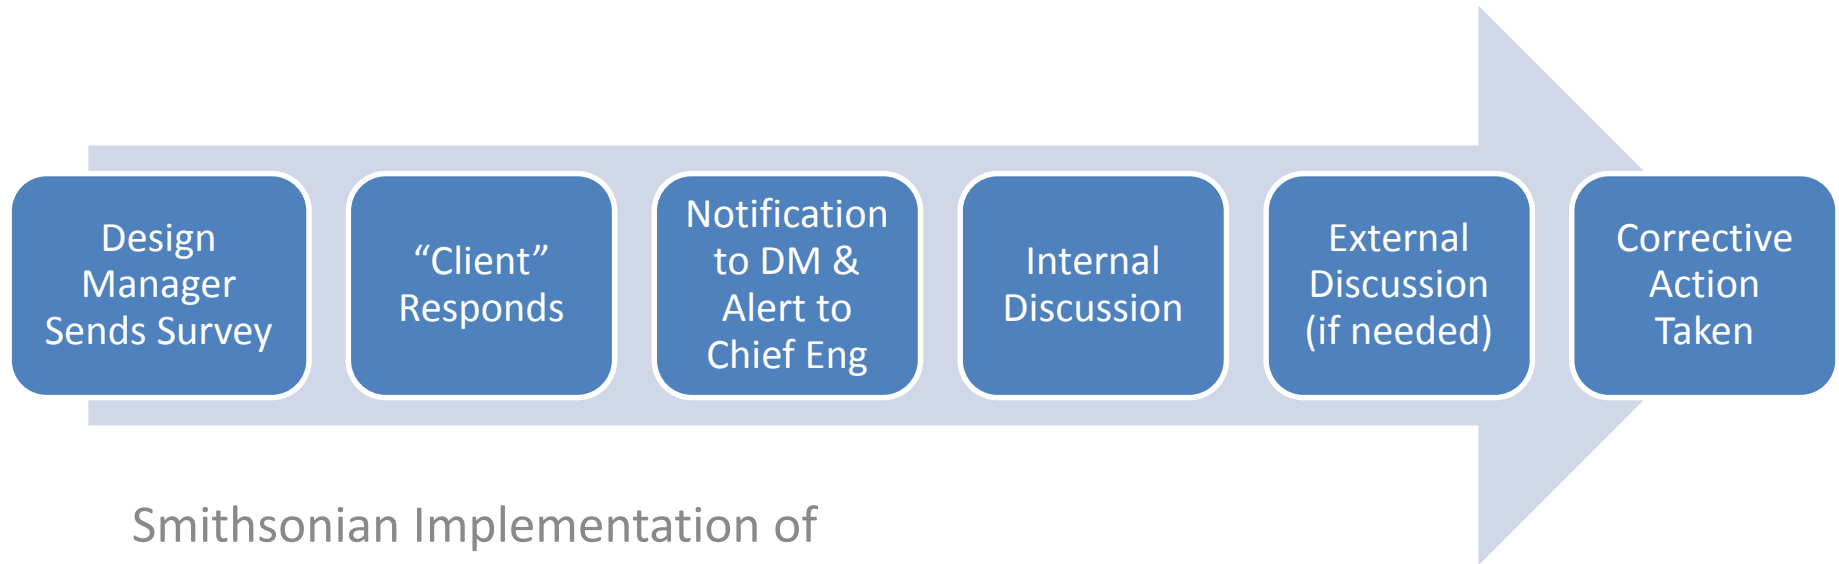 Design
Manager
Sends Survey
“Client”
Responds
Notification
to DM &
Alert to
Chief Eng
Internal
Discussion
External
Discussion
(if needed)
Corrective
Action
Taken
Smithsonian Implementation of